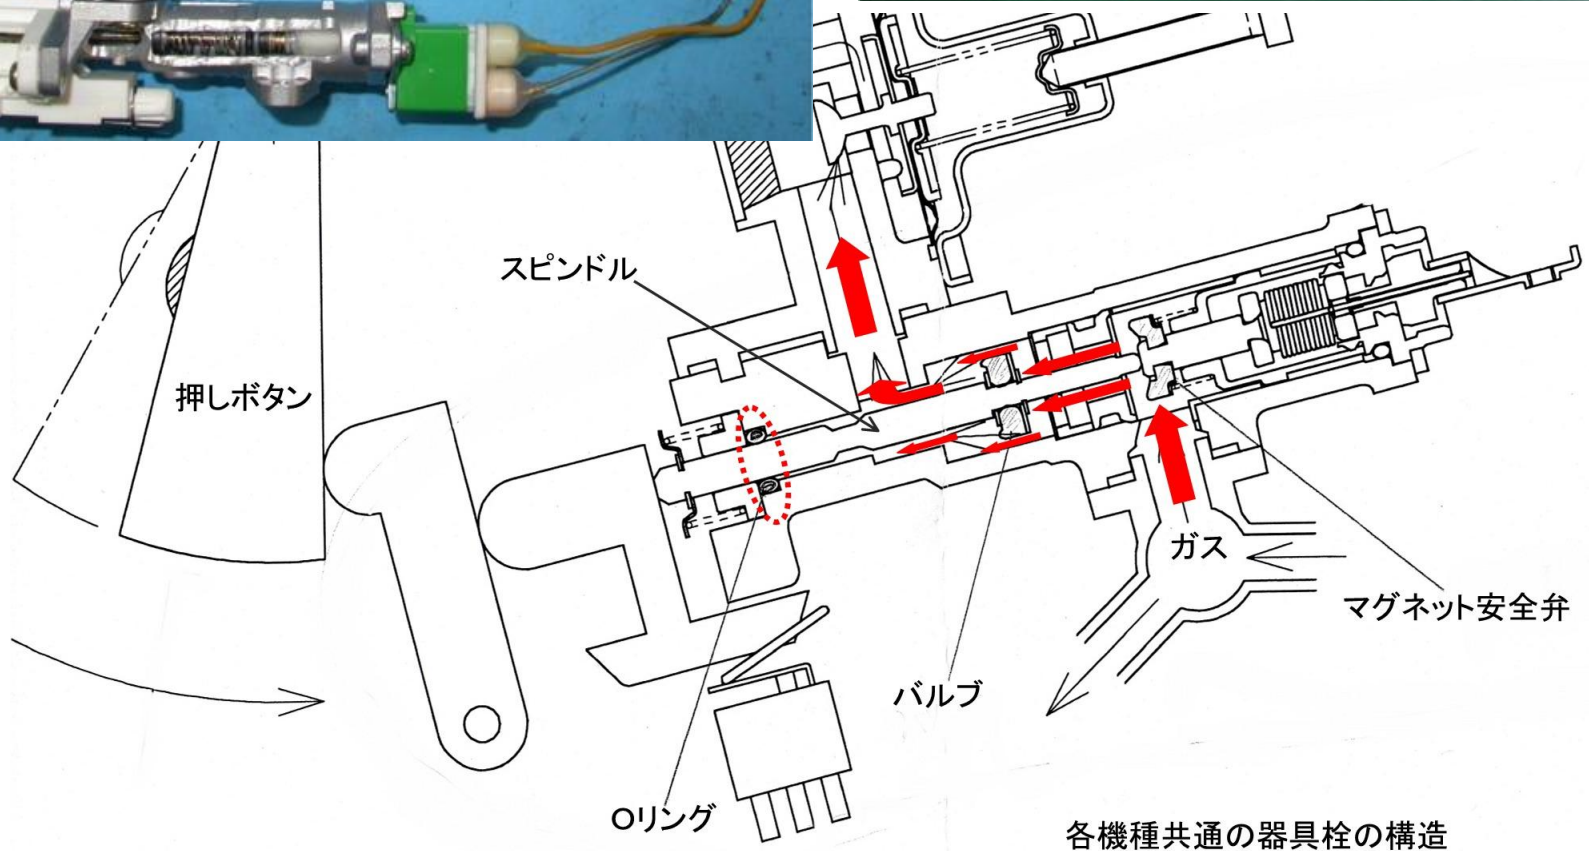 スピンドル
押しボタン
ガス
マグネット安全弁
バルブ
Oリング
各機種共通の器具栓の構造